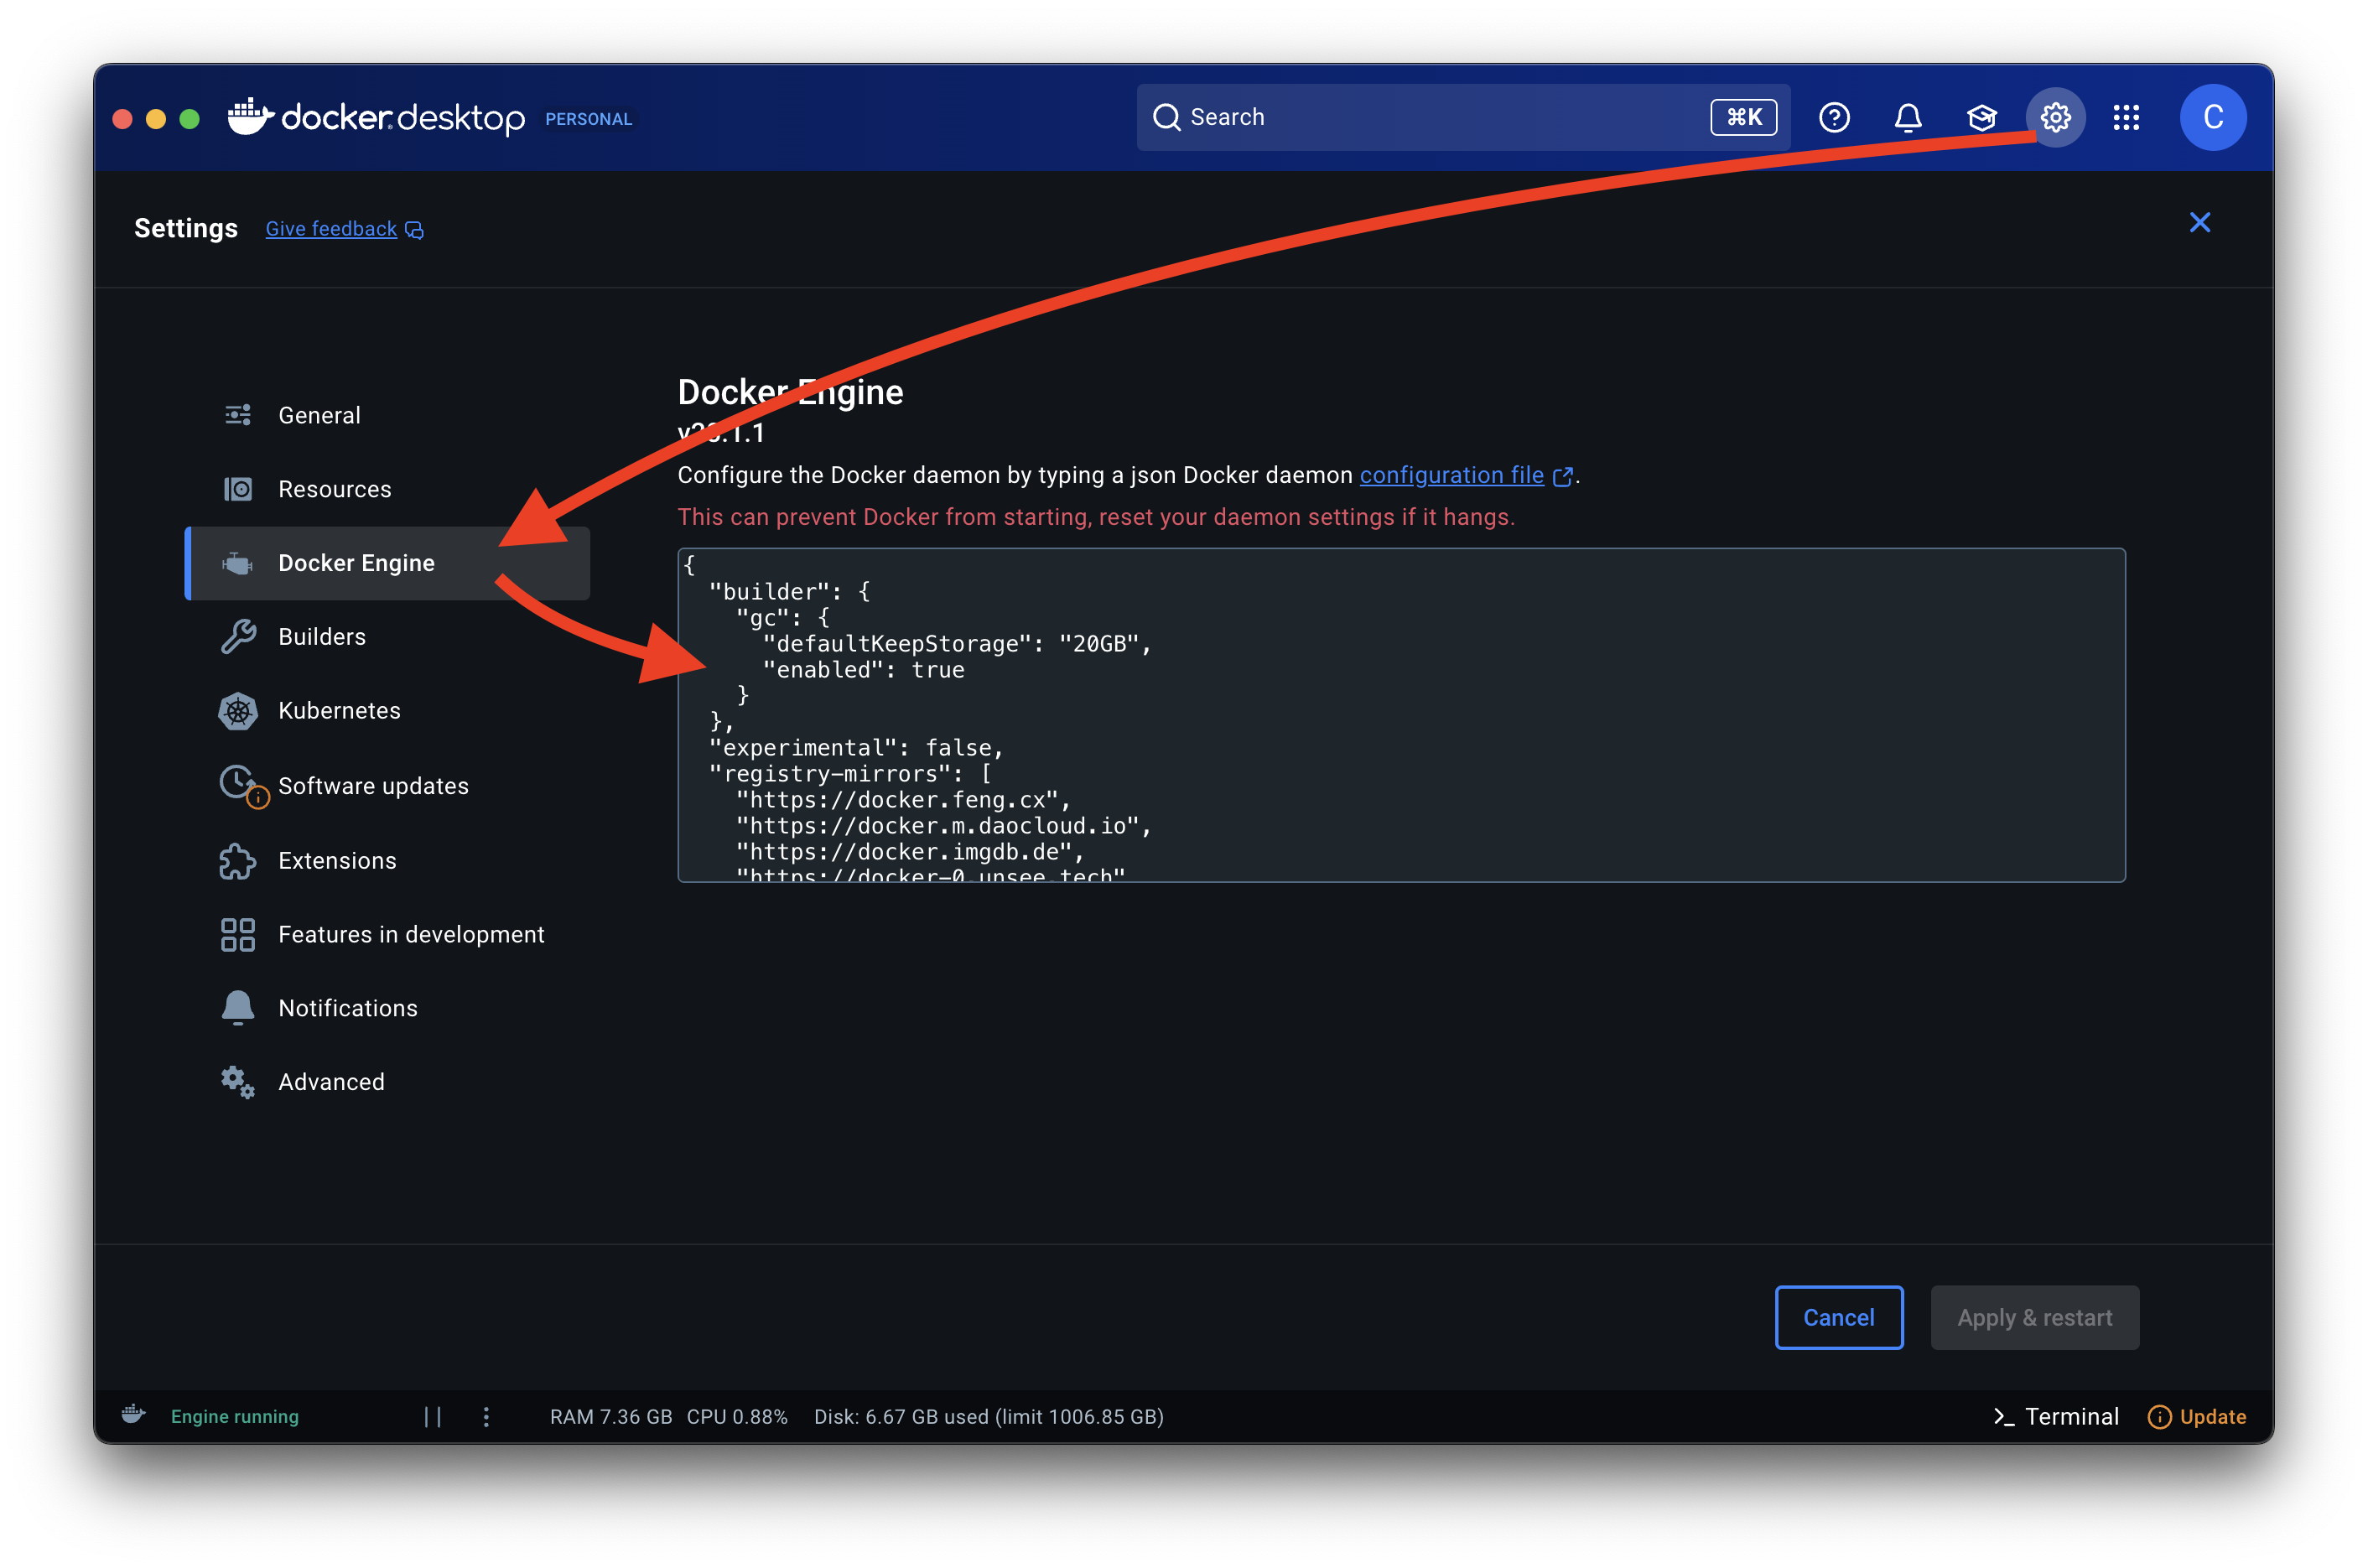 docker desktop PERSONAL
Search
⌘K
C
Settings
Give feedback
General
Resources
Docker Engine
Builders
Kubernetes
Software updates
Extensions
Features in development
Notifications
Advanced
Docker Engine
v28.1.1
Configure the Docker daemon by typing a json Docker daemon configuration file.
This can prevent Docker from starting, reset your daemon settings if it hangs.
{
"builder": {
"gc": {
"defaultKeepStorage": "20GB",
"enabled": true
}
},
"experimental": false,
"registry-mirrors": [
"https://docker.feng.cx",
"https://docker.m.daocloud.io",
"https://docker.imgdb.de",
"https://docker-0.unsee.tech"
Cancel
Apply & restart
Engine running
RAM 7.36 GB CPU 0.88% Disk: 6.67 GB used (limit 1006.85 GB)
Terminal
Update